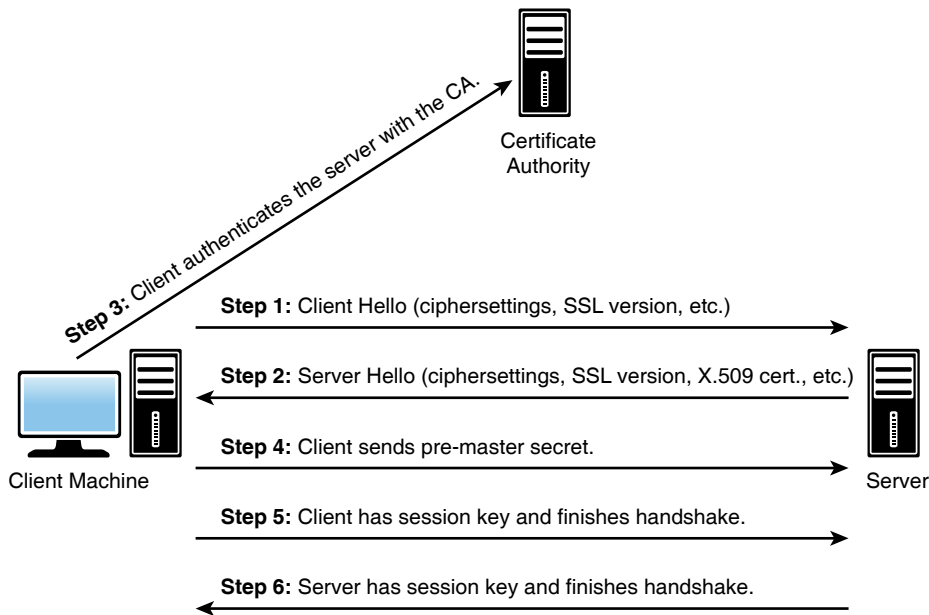 Certificate
Authority
Step 3: Client authenticates the server with the CA.
Step 1: Client Hello (ciphersettings, SSL version, etc.)
Step 2: Server Hello (ciphersettings, SSL version, X.509 cert., etc.)
Step 4: Client sends pre-master secret.
Client Machine
Server
Step 5: Client has session key and finishes handshake.
Step 6: Server has session key and finishes handshake.